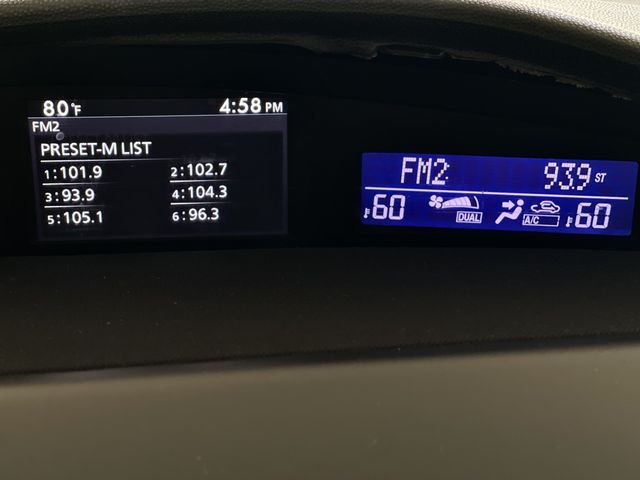 80°F 4:58 PM
FM2
PRESET-M LIST
1:101.9 2:102.7
3:93.9 4:104.3
5:105.1 6:96.3
FM2 93.9 ST
°F60 DUAL A/C °F60